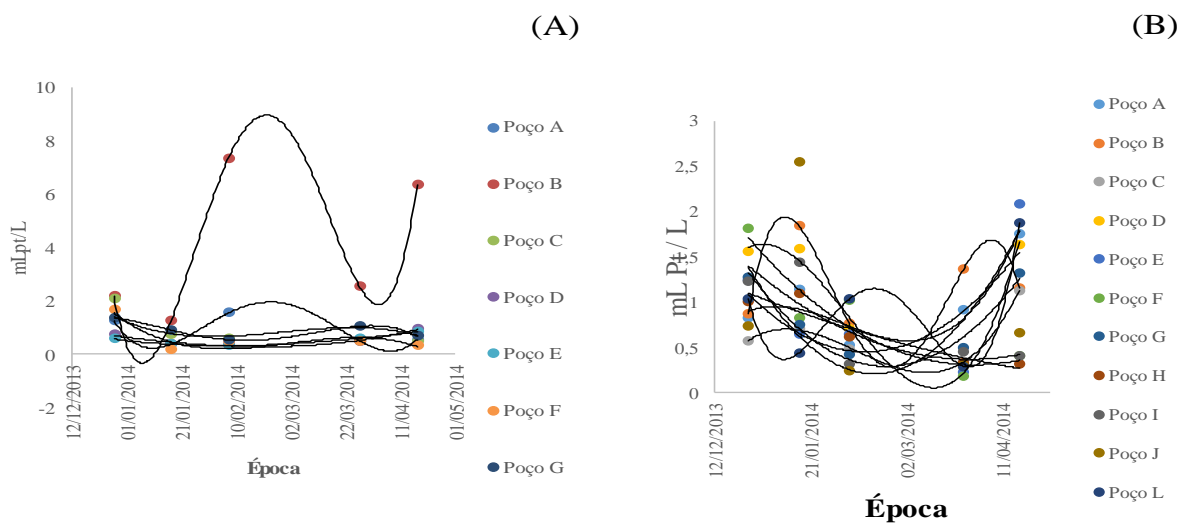 (A)
10
8
6
4
2
0
-2
mLpt/L
12/12/2013
01/01/2014
21/01/2014
10/02/2014
02/03/2014
22/03/2014
11/04/2014
01/05/2014
Época
Poço A
Poço B
Poço C
Poço D
Poço E
Poço F
Poço G
(B)
3
2,5
2
1,5
1
0,5
0
mL Pt / L
12/12/2013
21/01/2014
02/03/2014
11/04/2014
Época
Poço A
Poço B
Poço C
Poço D
Poço E
Poço F
Poço G
Poço H
Poço I
Poço J
Poço L